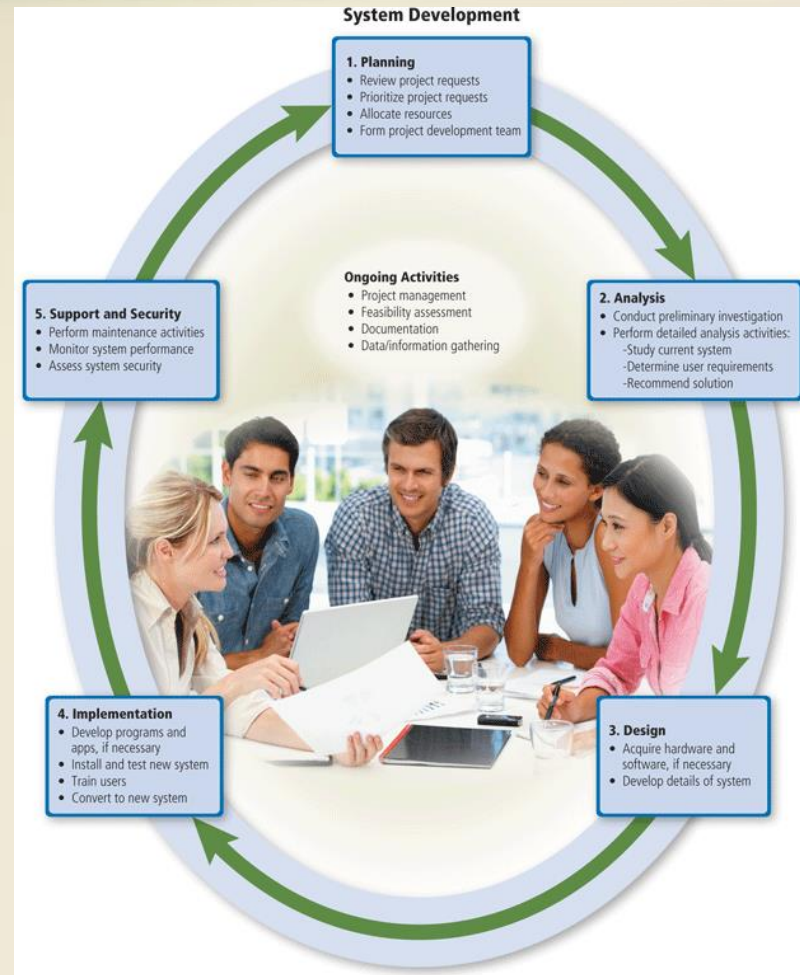 System Development
1. Planning
• Review project requests
• Prioritize project requests
• Allocate resources
• Form project development team
Ongoing Activities
• Project management
• Feasibility assessment
• Documentation
• Data/information gathering
2. Analysis
• Conduct preliminary investigation
• Perform detailed analysis activities:
-Study current system
-Determine user requirements
-Recommend solution
5. Support and Security
• Perform maintenance activities
• Monitor system performance
• Assess system security
4. Implementation
• Develop programs and
apps, if necessary
• Install and test new system
• Train users
• Convert to new system
3. Design
• Acquire hardware and
software, if necessary
• Develop details of system